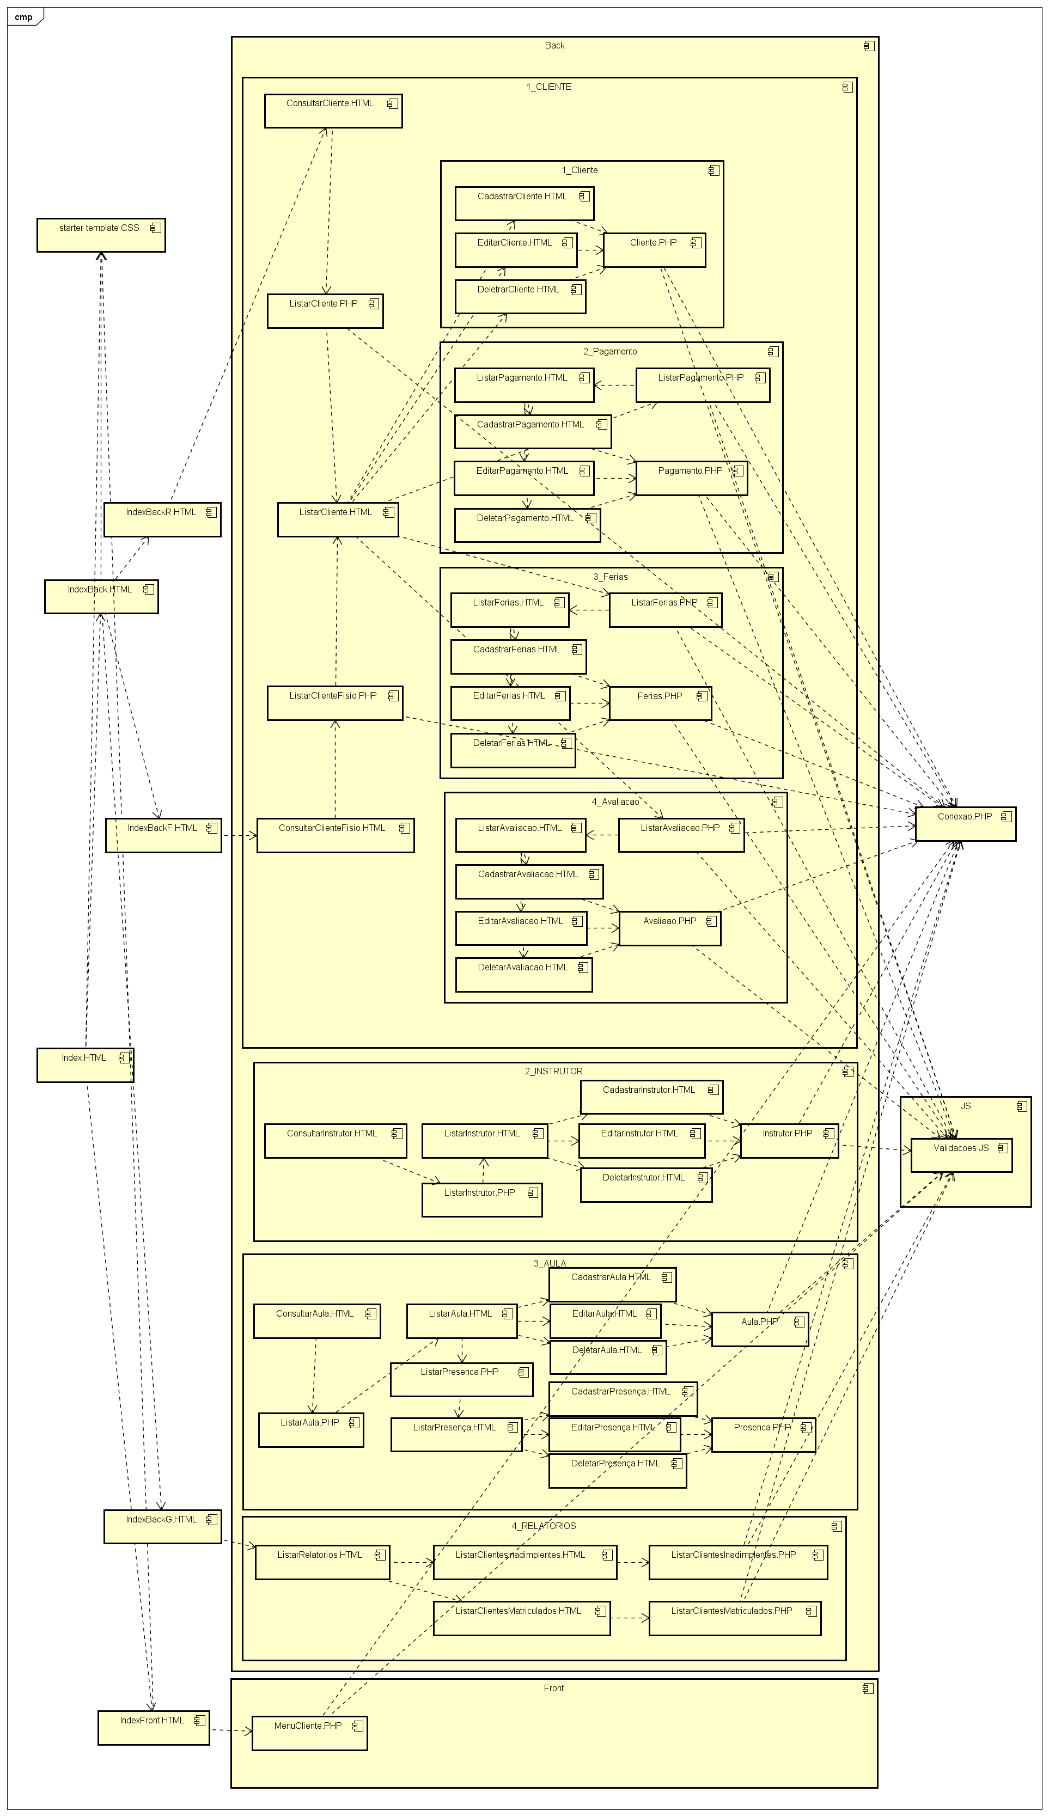 cmp
Back
1_CLIENTE
ConsultarCliente.HTML
1_Cliente
CadastrarCliente.HTML
starter-template.CSS
EditarCliente.HTML
Cliente.PHP
DeletrarCliente.HTML
ListarCliente.PHP
2_Pagamento
ListarPagamento.HTML
ListarPagamento.PHP
CadastrarPagamento.HTML
EditarPagamento.HTML
Pagamento.PHP
IndexBackR.HTML
ListarCliente.HTML
DeletarPagamento.HTML
3_Ferias
IndexBack.HTML
ListarFerias.HTML
ListarFerias.PHP
CadastrarFerias.HTML
ListarClienteFisio.PHP
EditarFerias.HTML
Ferias.PHP
DeletarFerias.HTML
4_Avaliacao
Conexao.PHP
IndexBackF.HTML
ConsultarClienteFisio.HTML
ListarAvaliacao.HTML
ListarAvaliacao.PHP
CadastrarAvaliacao.HTML
EditarAvaliacao.HTML
Avaliaao.PHP
DeletarAvaliacao.HTML
Index.HTML
2_INSTRUTOR
CadastrarInstrutor.HTML
JS
ConsultarInstrutor.HTML
ListarInstrutor.HTML
EditarInstrutor.HTML
Instrutor.PHP
Validacoes.JS
DeletarInstrutor.HTML
ListarInstrutor.PHP
3_AULA
CadastrarAula.HTML
ConsultarAula.HTML
ListarAula.HTML
EditarAula.HTML
Aula.PHP
DeletarAula.HTML
ListarPresenca.PHP
CadastrarPresença.HTML
ListarAula.PHP
ListarPresença.HTML
EditarPresença.HTML
Presenca.PHP
DeletarPresença.HTML
IndexBackG.HTML
4_RELATORIOS
ListarRelatorios.HTML
ListarClientesInadimplentes.HTML
ListarClientesInadimplentes.PHP
ListarClientesMatriculados.HTML
ListarClientesMatriculados.PHP
Front
IndexFront.HTML
MenuCliente.PHP